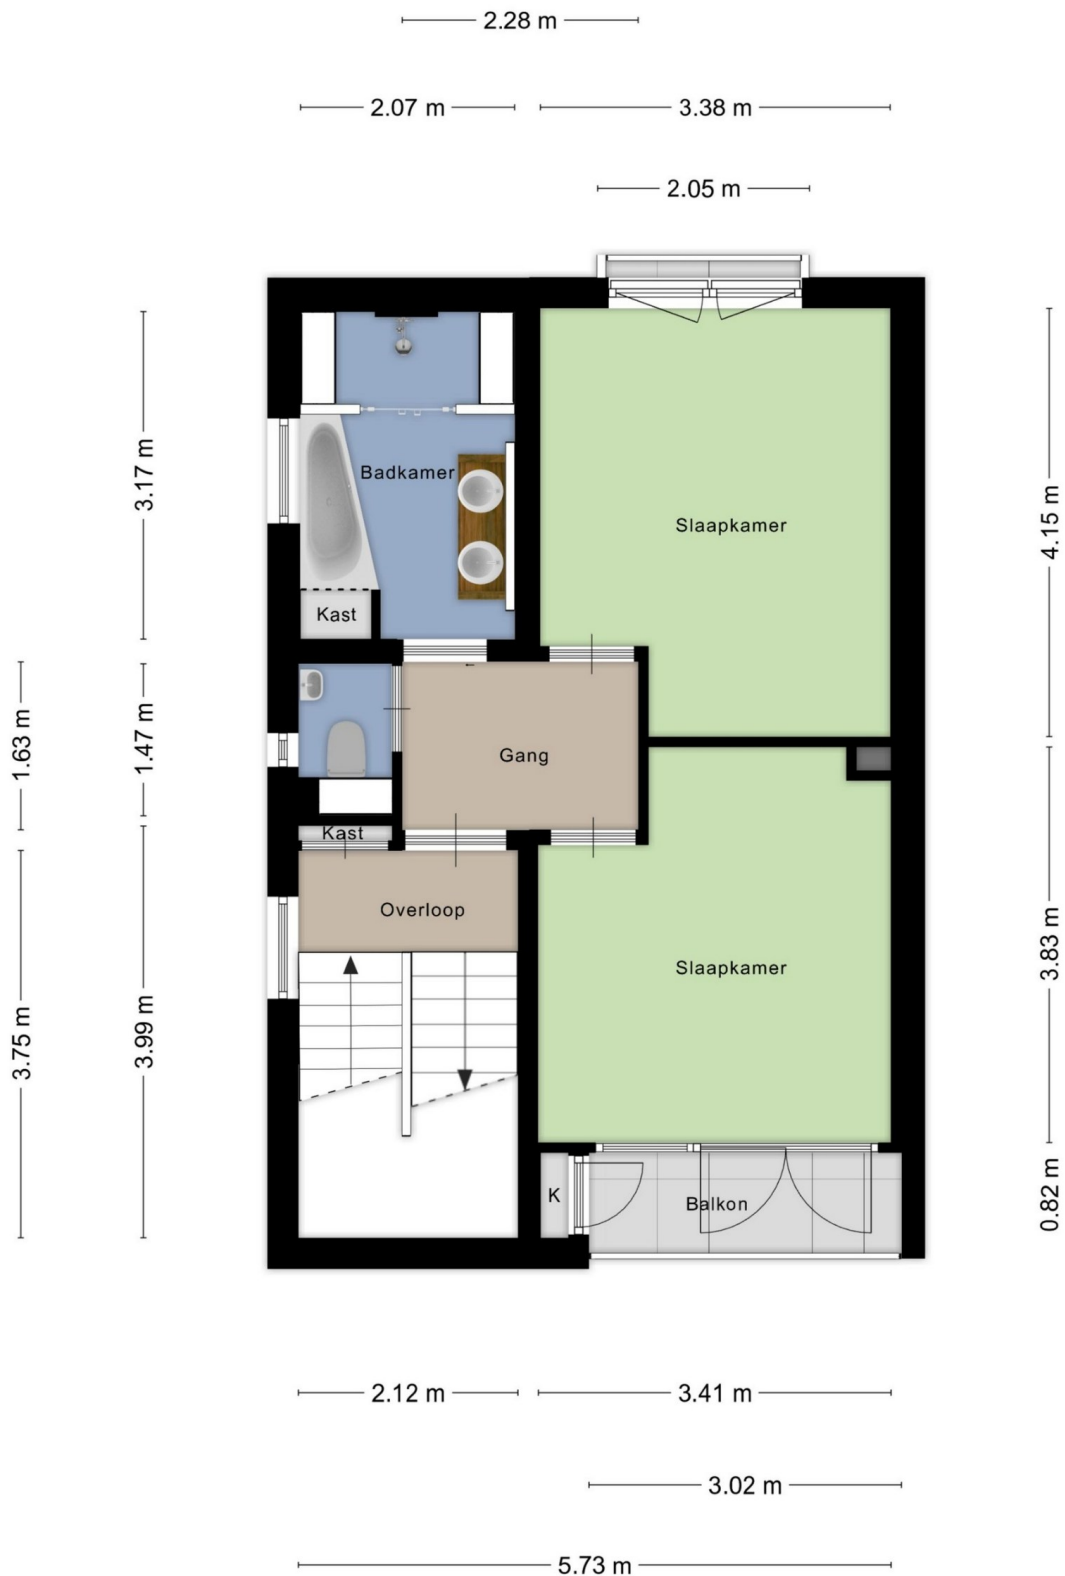 2.28 m
2.07 m
3.38 m
2.05 m
3.17 m
4.15 m
Badkamer
Slaapkamer
Kast
1.63 m
1.47 m
Gang
Kast
Overloop
Slaapkamer
3.83 m
3.75 m
3.99 m
K
Balkon
0.82 m
2.12 m
3.41 m
3.02 m
5.73 m